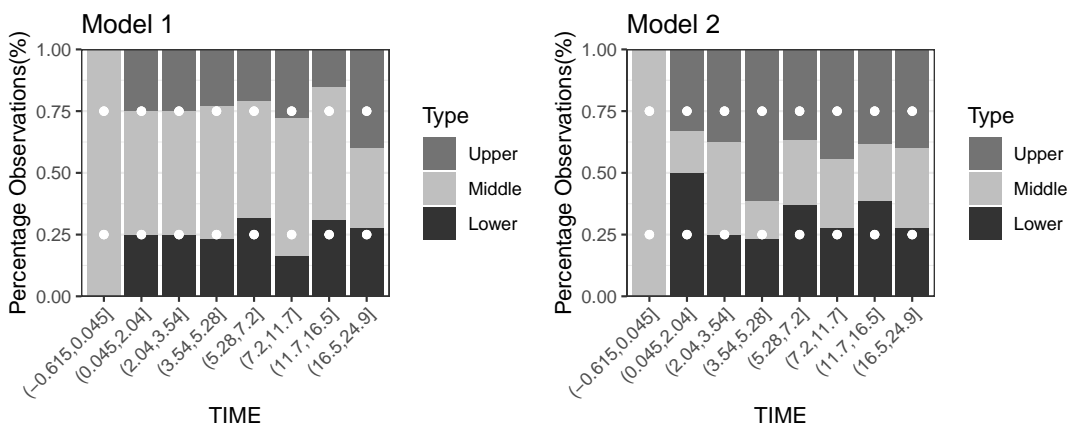 Model 1
Percentage Observations(%)
1.00
0.75
0.50
0.25
0.00
(−0.615,0.045]
(0.045,2.04]
(2.04,3.54]
(3.54,5.28]
(5.28,7.2]
(7.2,11.7]
(11.7,16.5]
(16.5,24.9]
TIME
Type
Upper
Middle
Lower
Model 2
Percentage Observations(%)
1.00
0.75
0.50
0.25
0.00
(−0.615,0.045]
(0.045,2.04]
(2.04,3.54]
(3.54,5.28]
(5.28,7.2]
(7.2,11.7]
(11.7,16.5]
(16.5,24.9]
TIME
Type
Upper
Middle
Lower